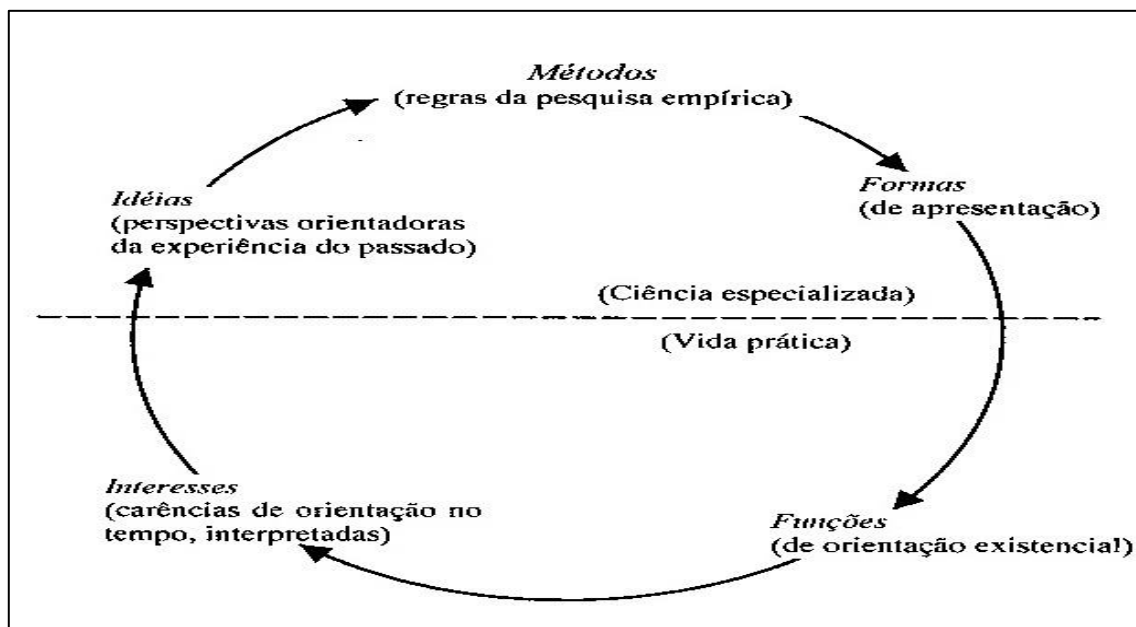 Métodos
(regras da pesquisa empírica)
Idéias
(perspectivas orientadoras
da experiência do passado)
Formas
(de apresentação)
(Ciência especializada)
(Vida prática)
Interesses
(carências de orientação no
tempo, interpretadas)
Funções
(de orientação existencial)